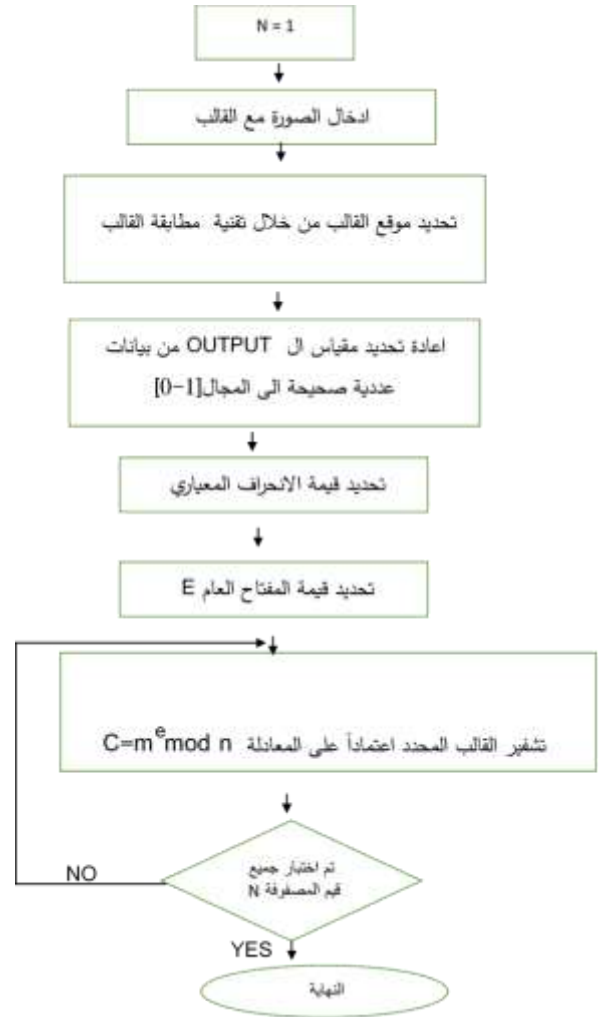 N = 1
ادخال الصورة مع القالب
تحديد موقع القالب من خلال تقنية مطابقة القالب
اعادة تحديد مقياس ال OUTPUT من بيانات
عددية صحيحة الى المجال[1-0]
تحديد قيمة الانحراف المعياري
تحديد قيمة المفتاح العام E
تشفير القالب المحدد اعتماداً على المعادلة C=m^e mod n
تم اختبار جميع
قيم المصفوفة N
NO
YES
النهاية